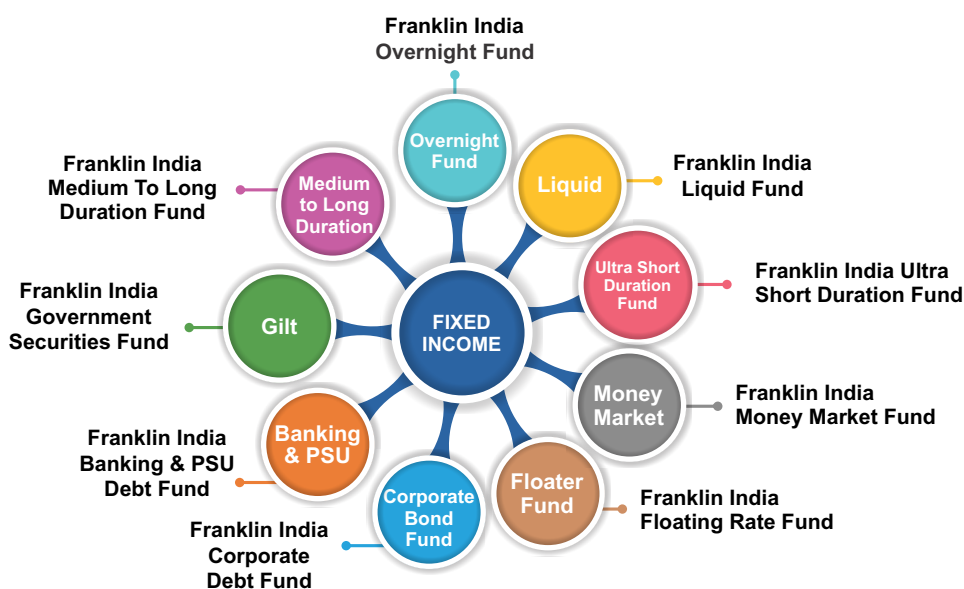 Franklin India
Overnight Fund
Overnight
Fund
Liquid
Franklin India
Liquid Fund
Ultra Short
Duration
Fund
Franklin India Ultra
Short Duration Fund
Money
Market
Franklin India
Money Market Fund
Floater
Fund
Franklin India
Floating Rate Fund
Corporate
Bond
Fund
Franklin India
Corporate
Debt Fund
Banking
& PSU
Franklin India
Banking & PSU
Debt Fund
Gilt
Franklin India
Government
Securities Fund
Medium
to Long
Duration
Franklin India
Medium To Long
Duration Fund
FIXED
INCOME